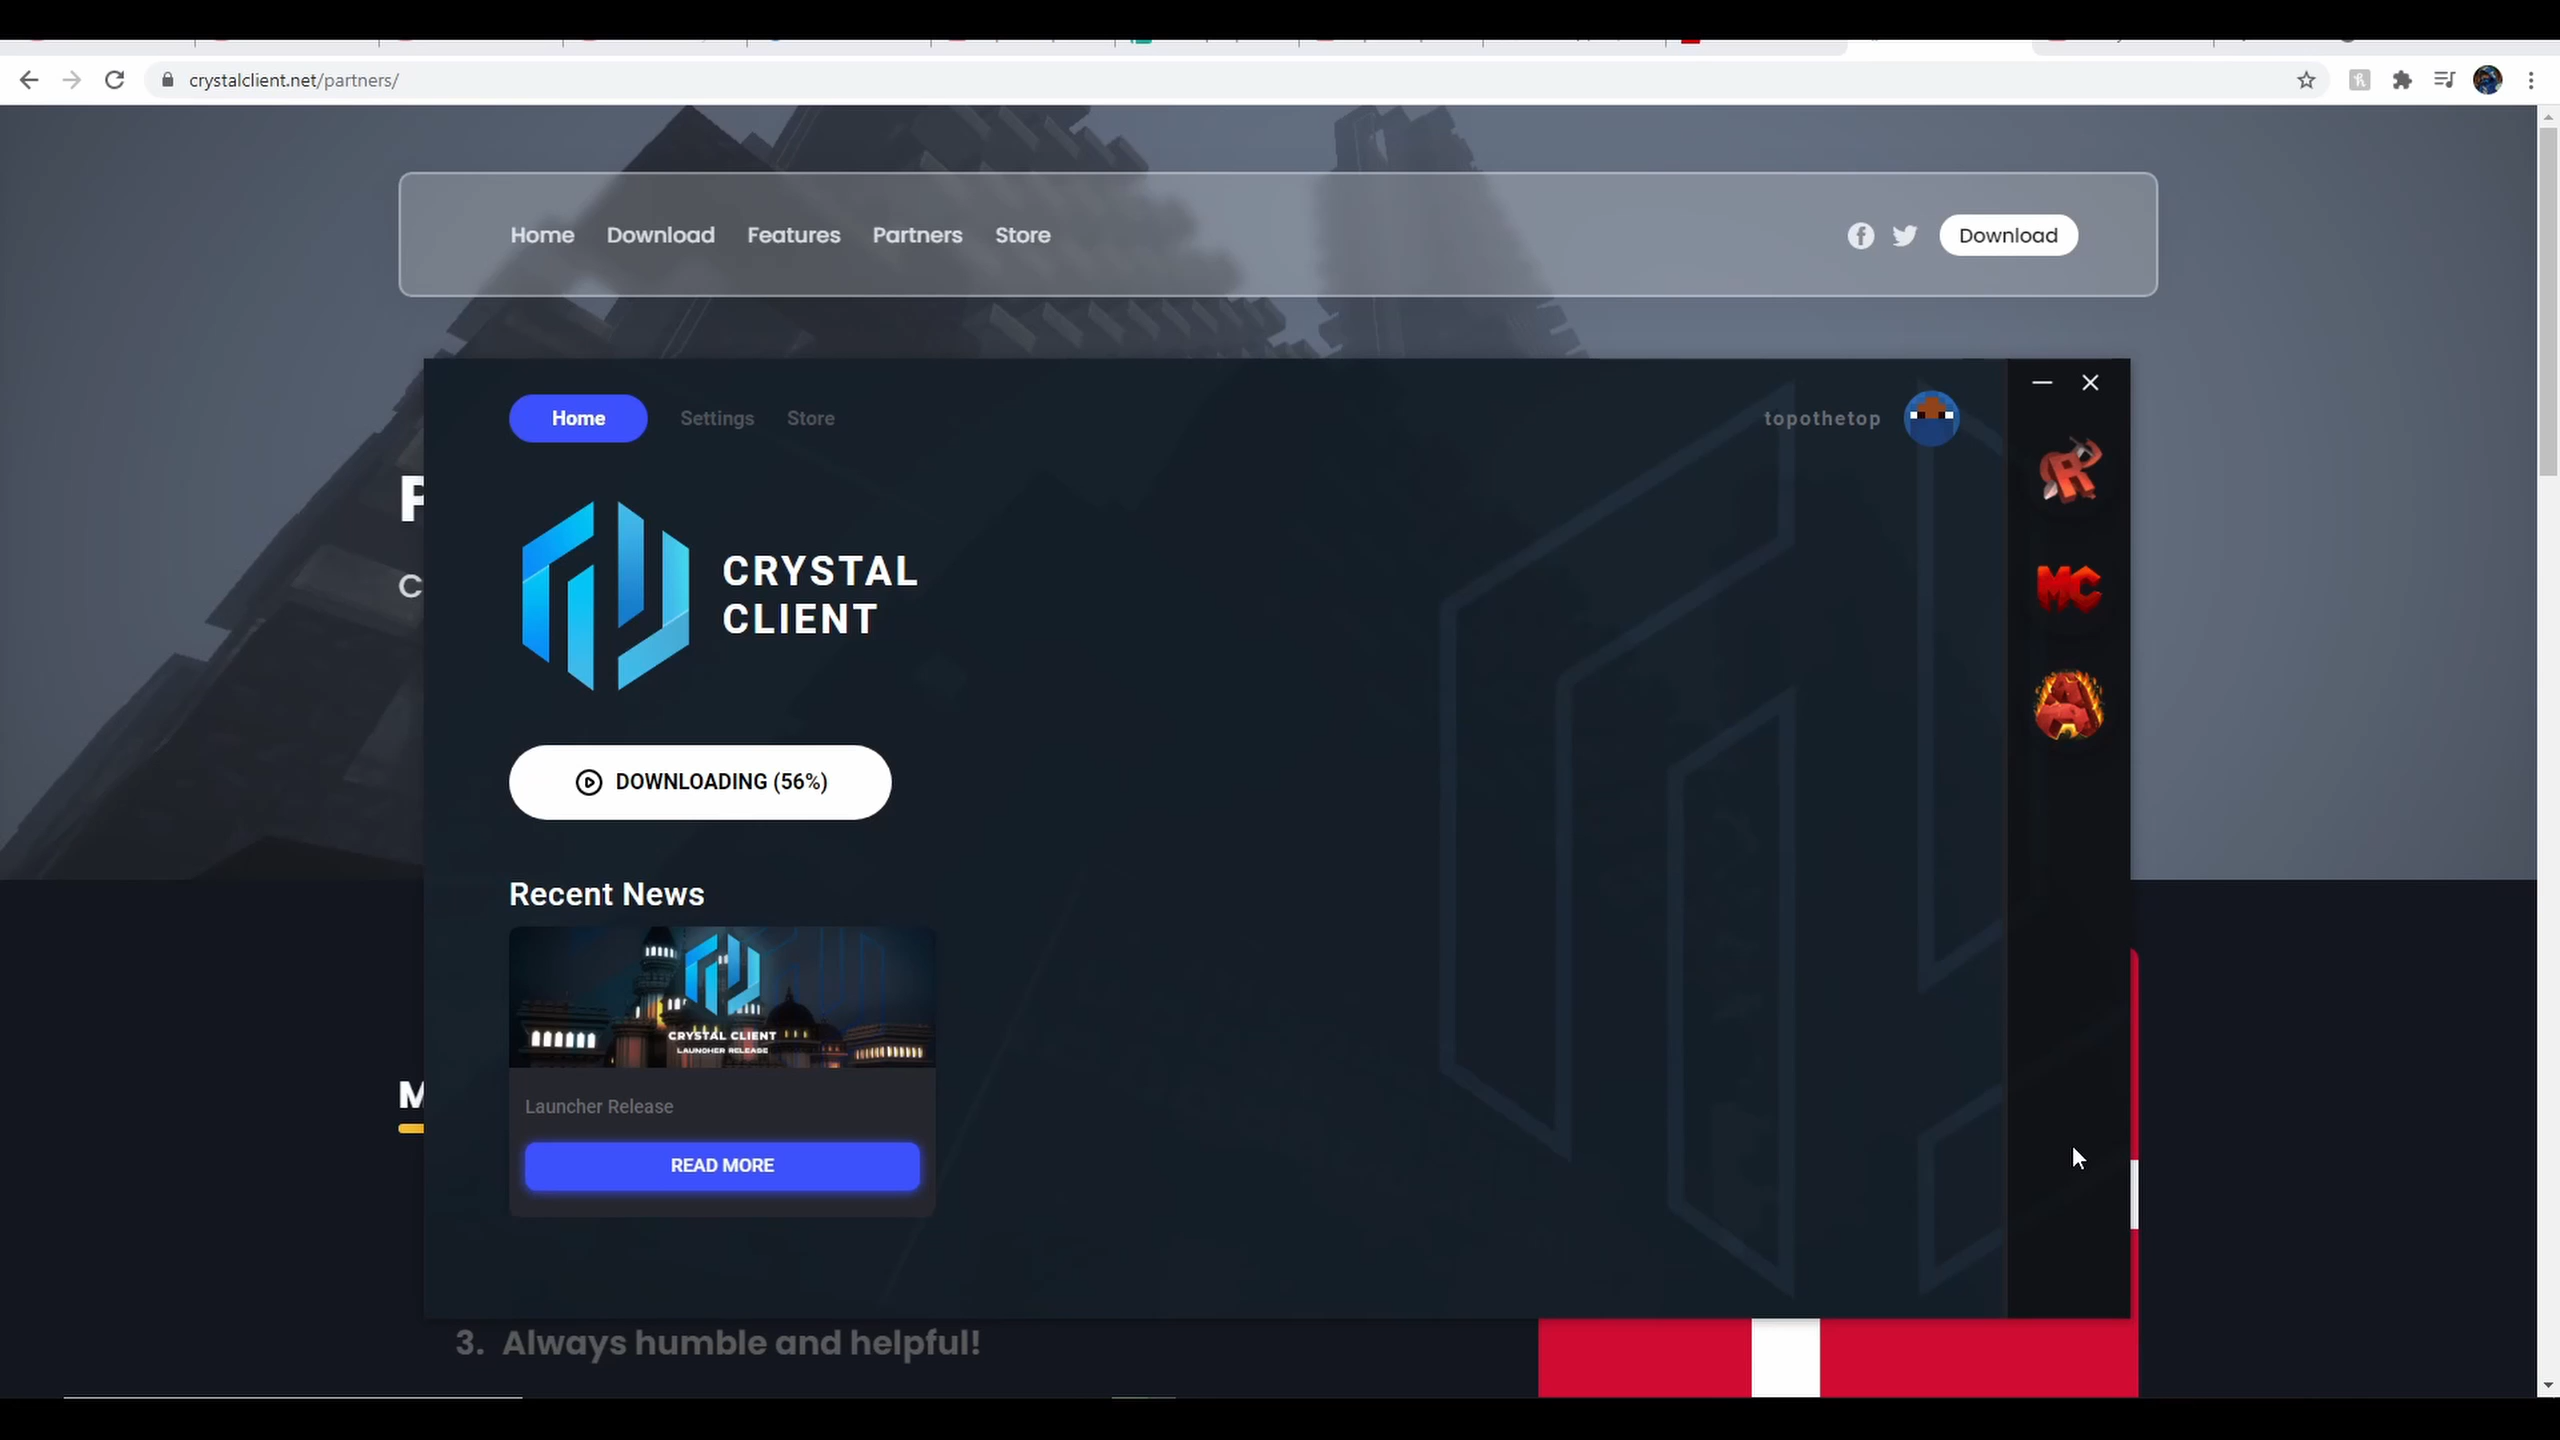 crystalclient.net/partners/
Home Download Features Partners Store Download
Home Settings Store topothetop
CRYSTAL
CLIENT
MC
DOWNLOADING (56%)
Recent News
CRYSTAL CLIENT
LAUNCHER RELEASE
Launcher Release
READ MORE
3. Always humble and helpful!